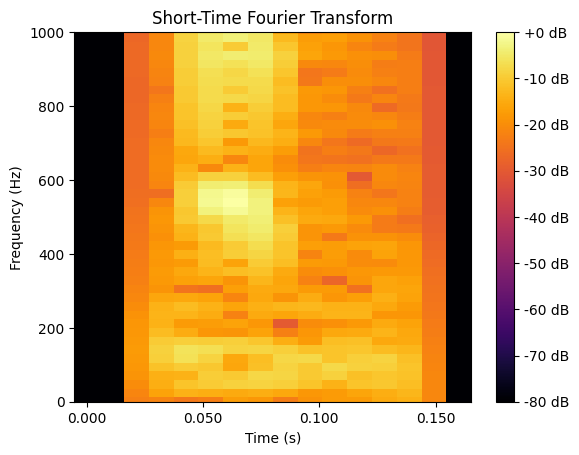 Short-Time Fourier Transform
Frequency (Hz)
1000
800
600
400
200
0
0.000
0.050
0.100
0.150
Time (s)
+0 dB
-10 dB
-20 dB
-30 dB
-40 dB
-50 dB
-60 dB
-70 dB
-80 dB